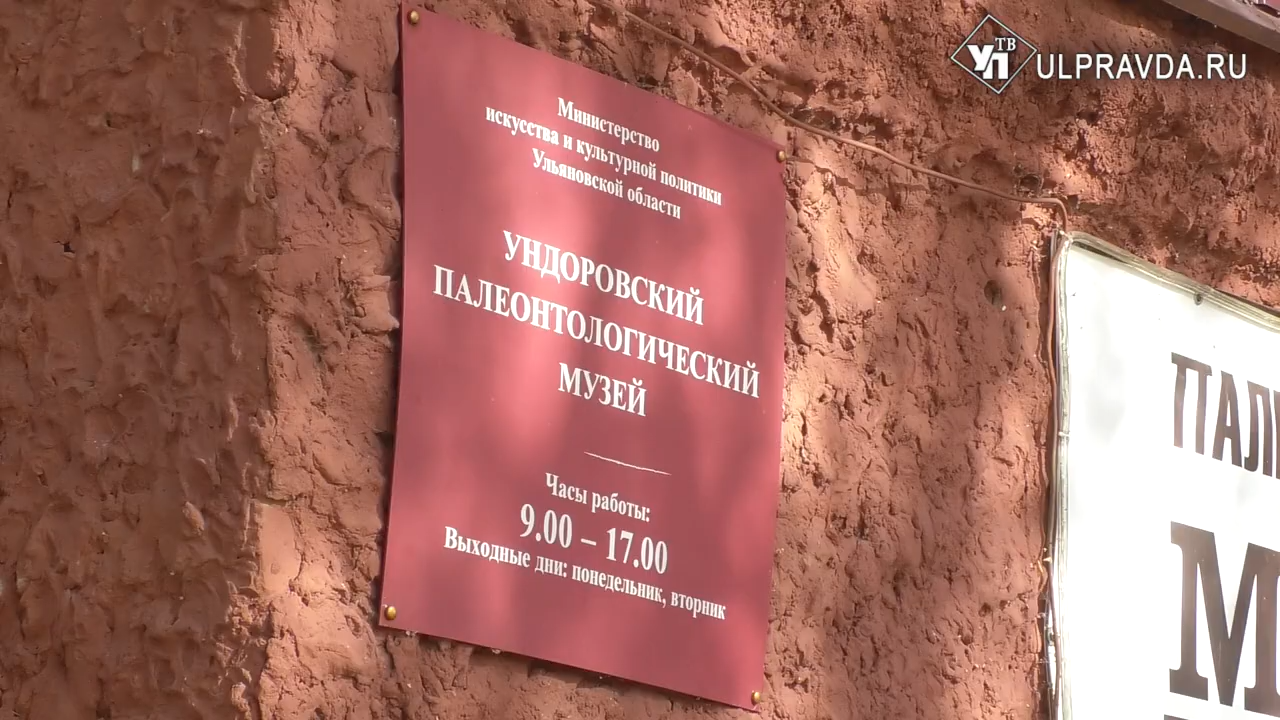 УП ТВ
ULPRAVDA.RU
Министерство
искусства и культурной политики
Ульяновской области
УНДОРОВСКИЙ
ПАЛЕОНТОЛОГИЧЕСКИЙ
МУЗЕЙ
Часы работы:
9.00 – 17.00
Выходные дни: понедельник, вторник